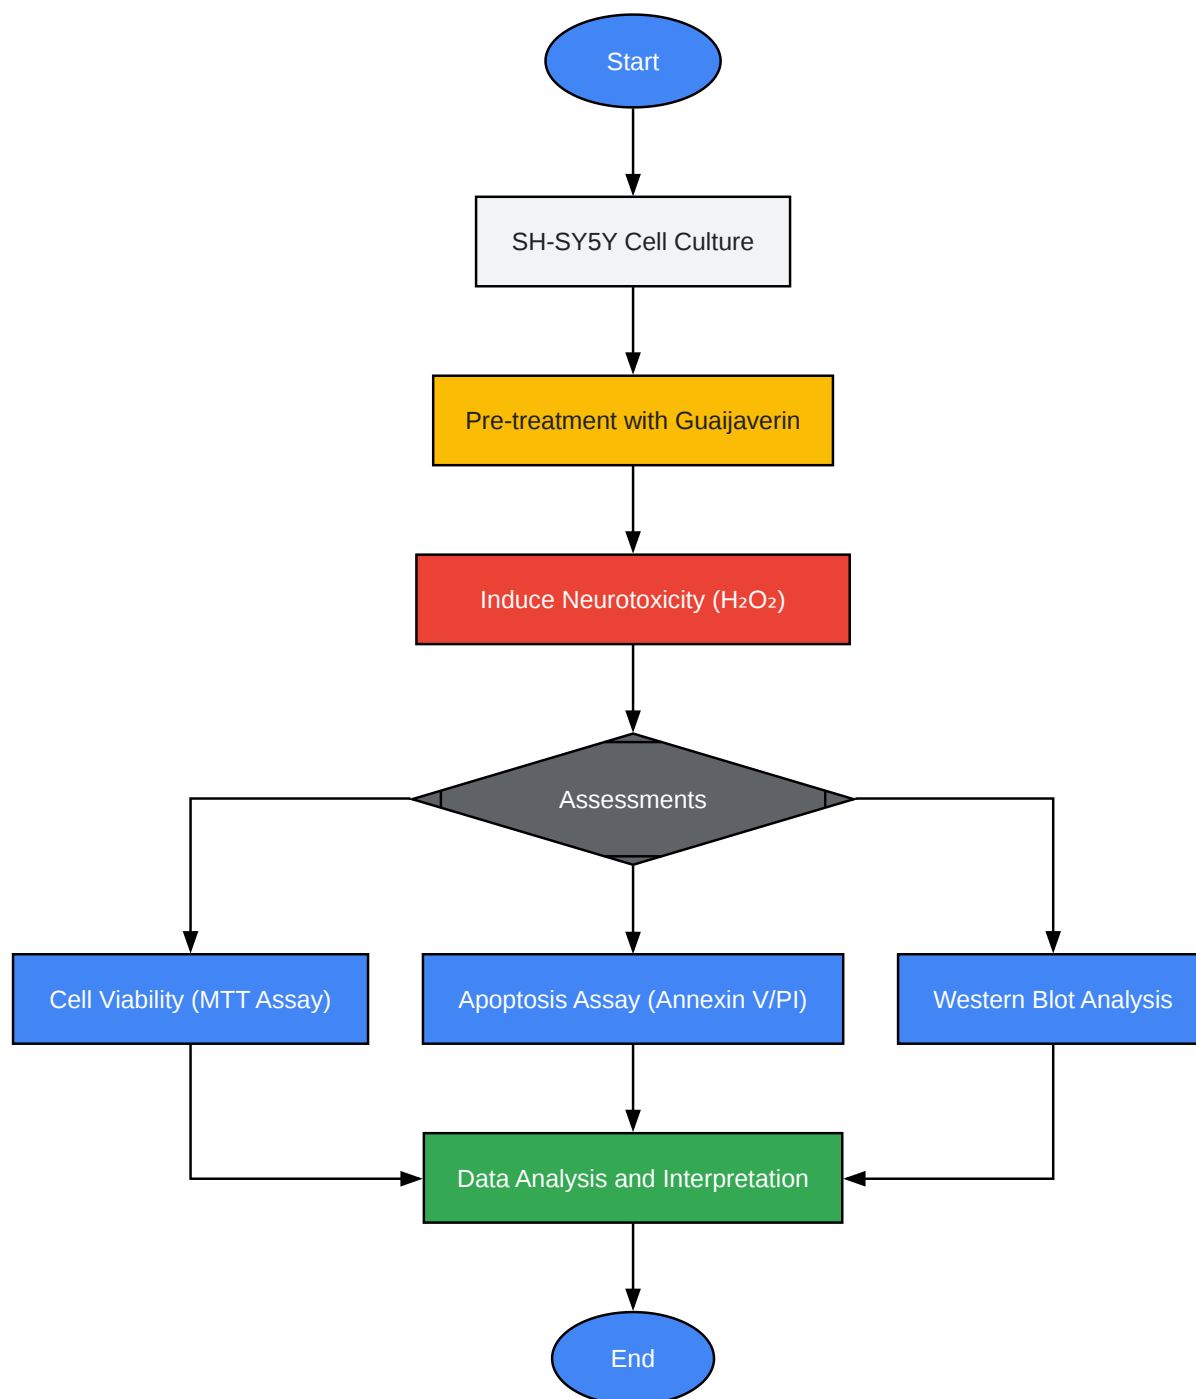 Start
SH-SY5Y Cell Culture
Pre-treatment with Guaijaverin
Induce Neurotoxicity (H₂O₂)
Assessments
Cell Viability (MTT Assay)
Apoptosis Assay (Annexin V/PI)
Western Blot Analysis
Data Analysis and Interpretation
End